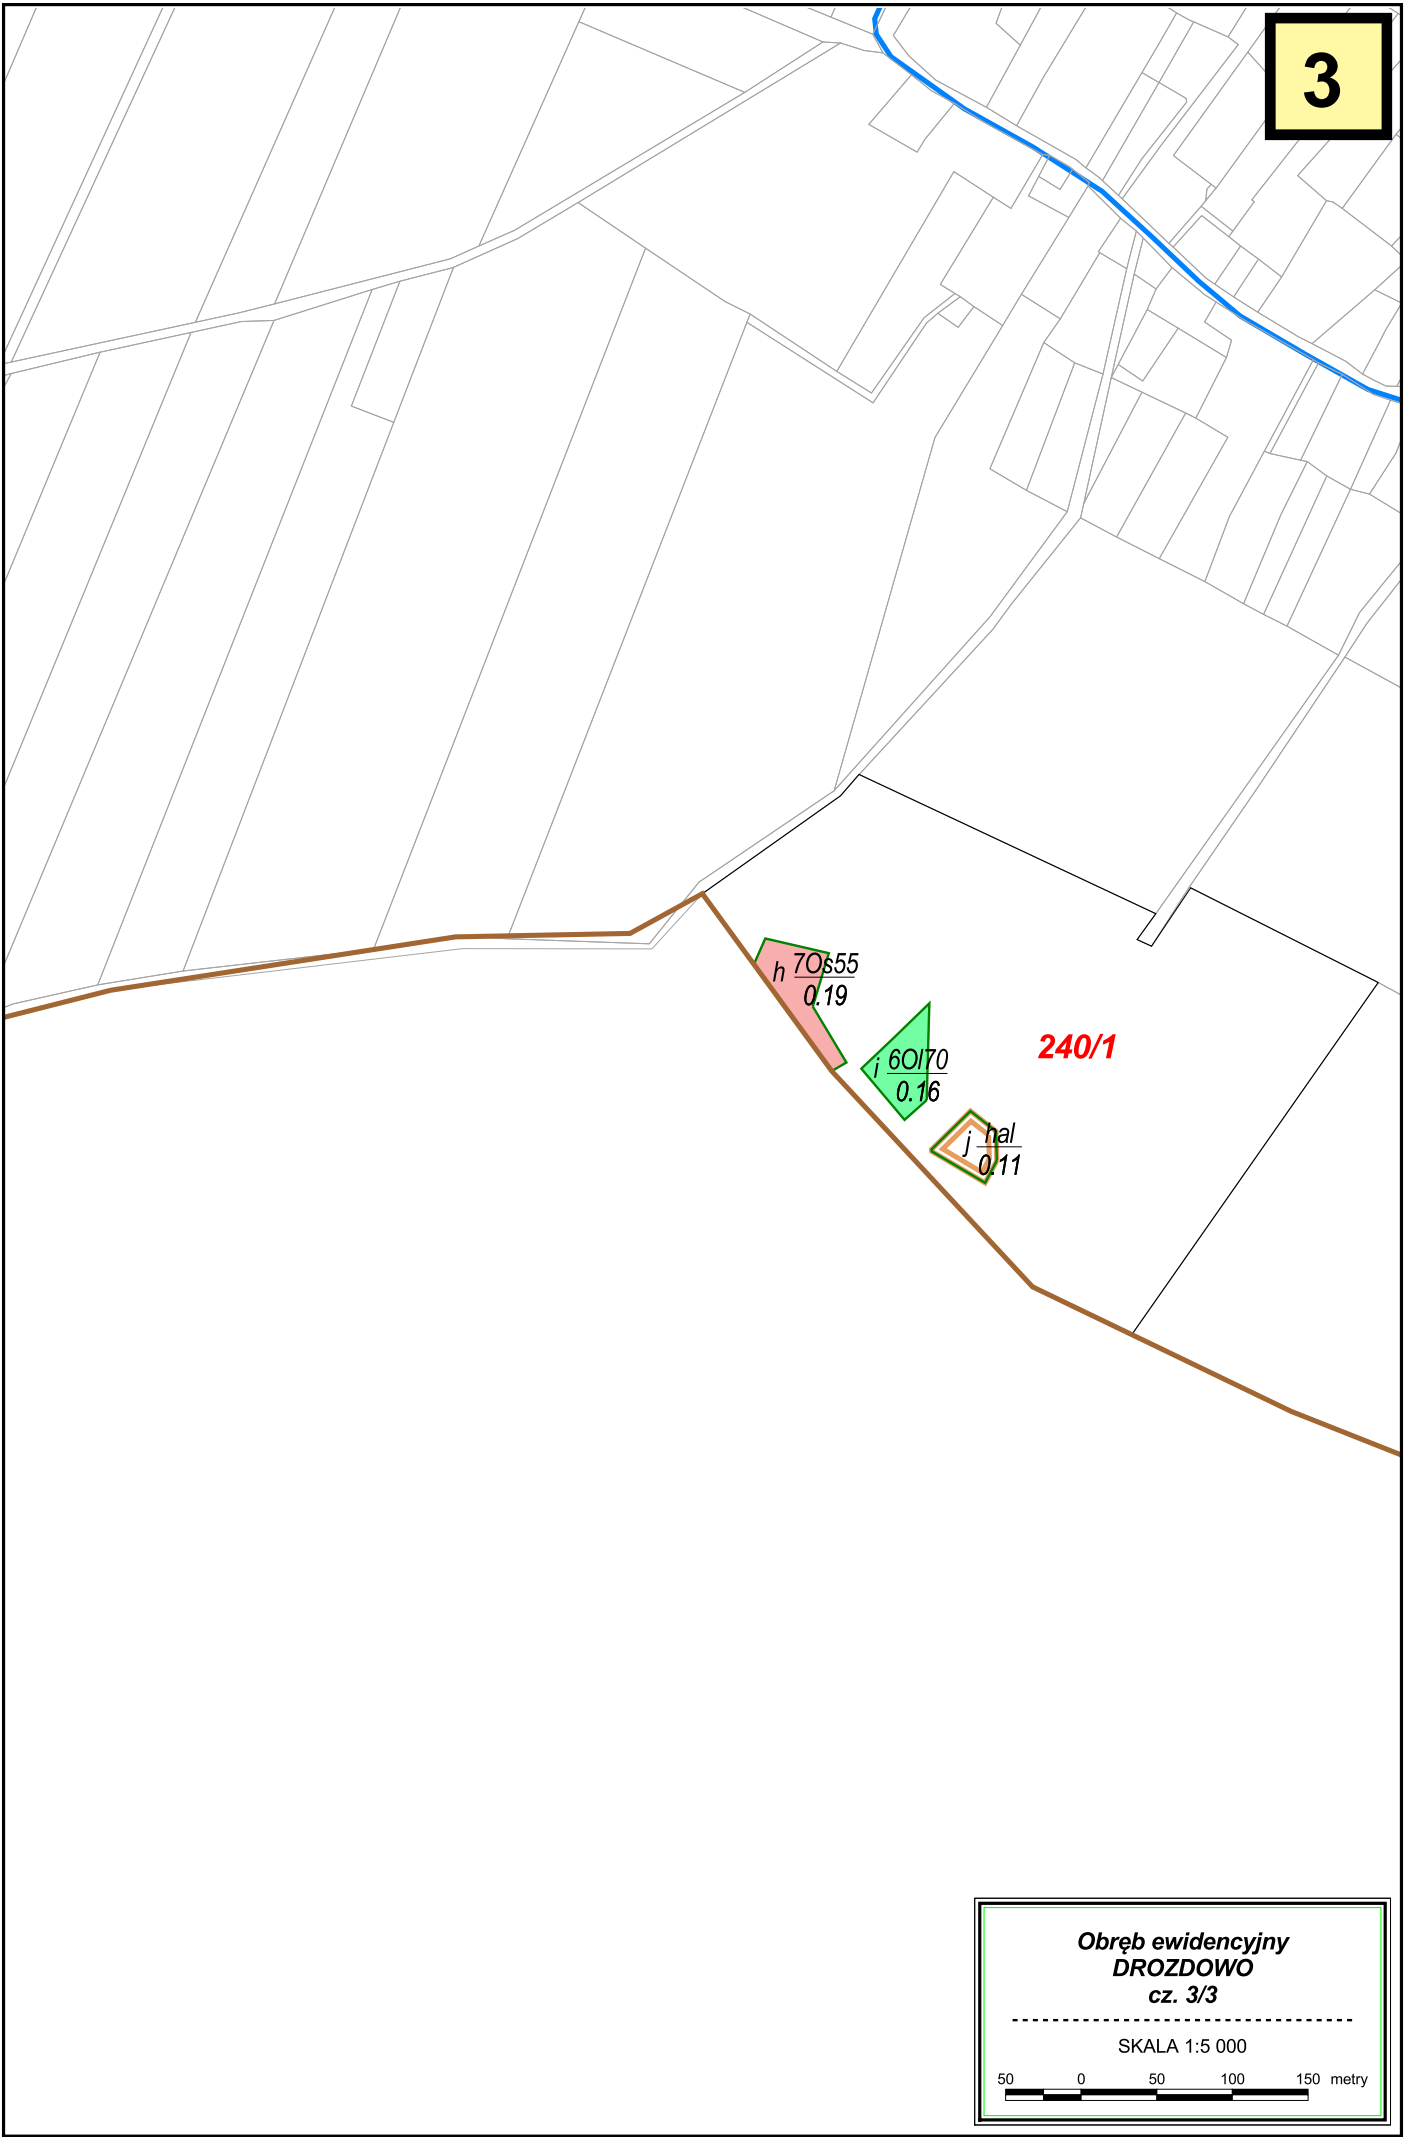 3
h 7Os55
0.19
i 6Ol70
0.16
240/1
j hal
0.11
Obręb ewidencyjny
DROZDOWO
cz. 3/3
SKALA 1:5 000
50 0 50 100 150 metry